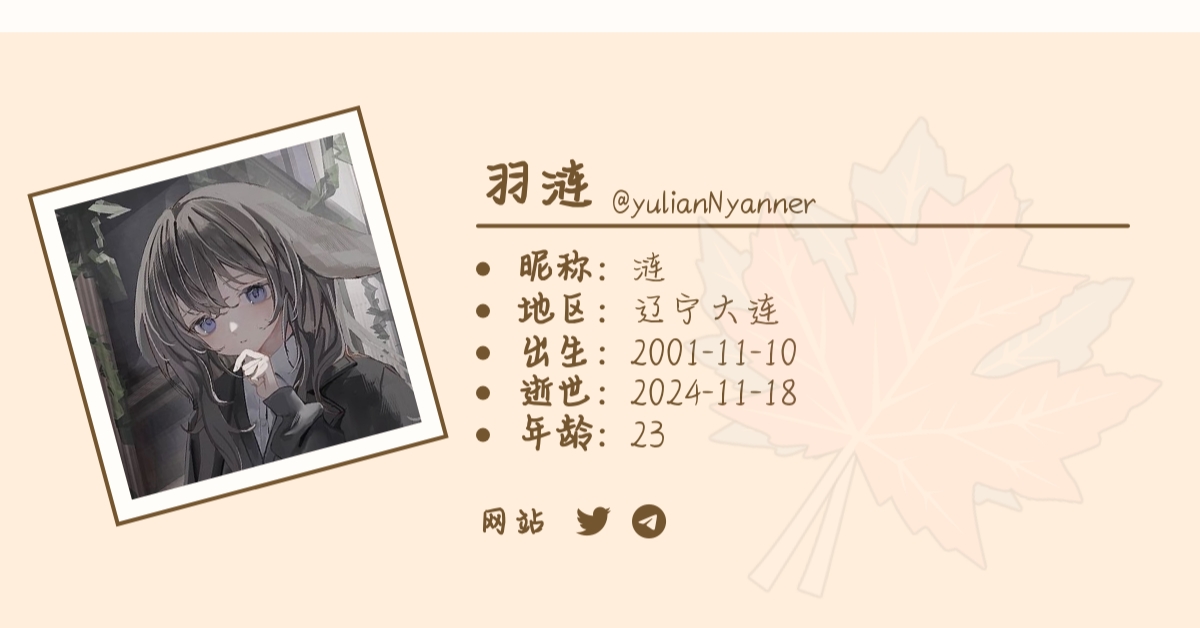 羽涟 @yulianNyanner
昵称： 涟
地区： 辽宁大连
出生： 2001-11-10
逝世： 2024-11-18
年龄： 23
网站